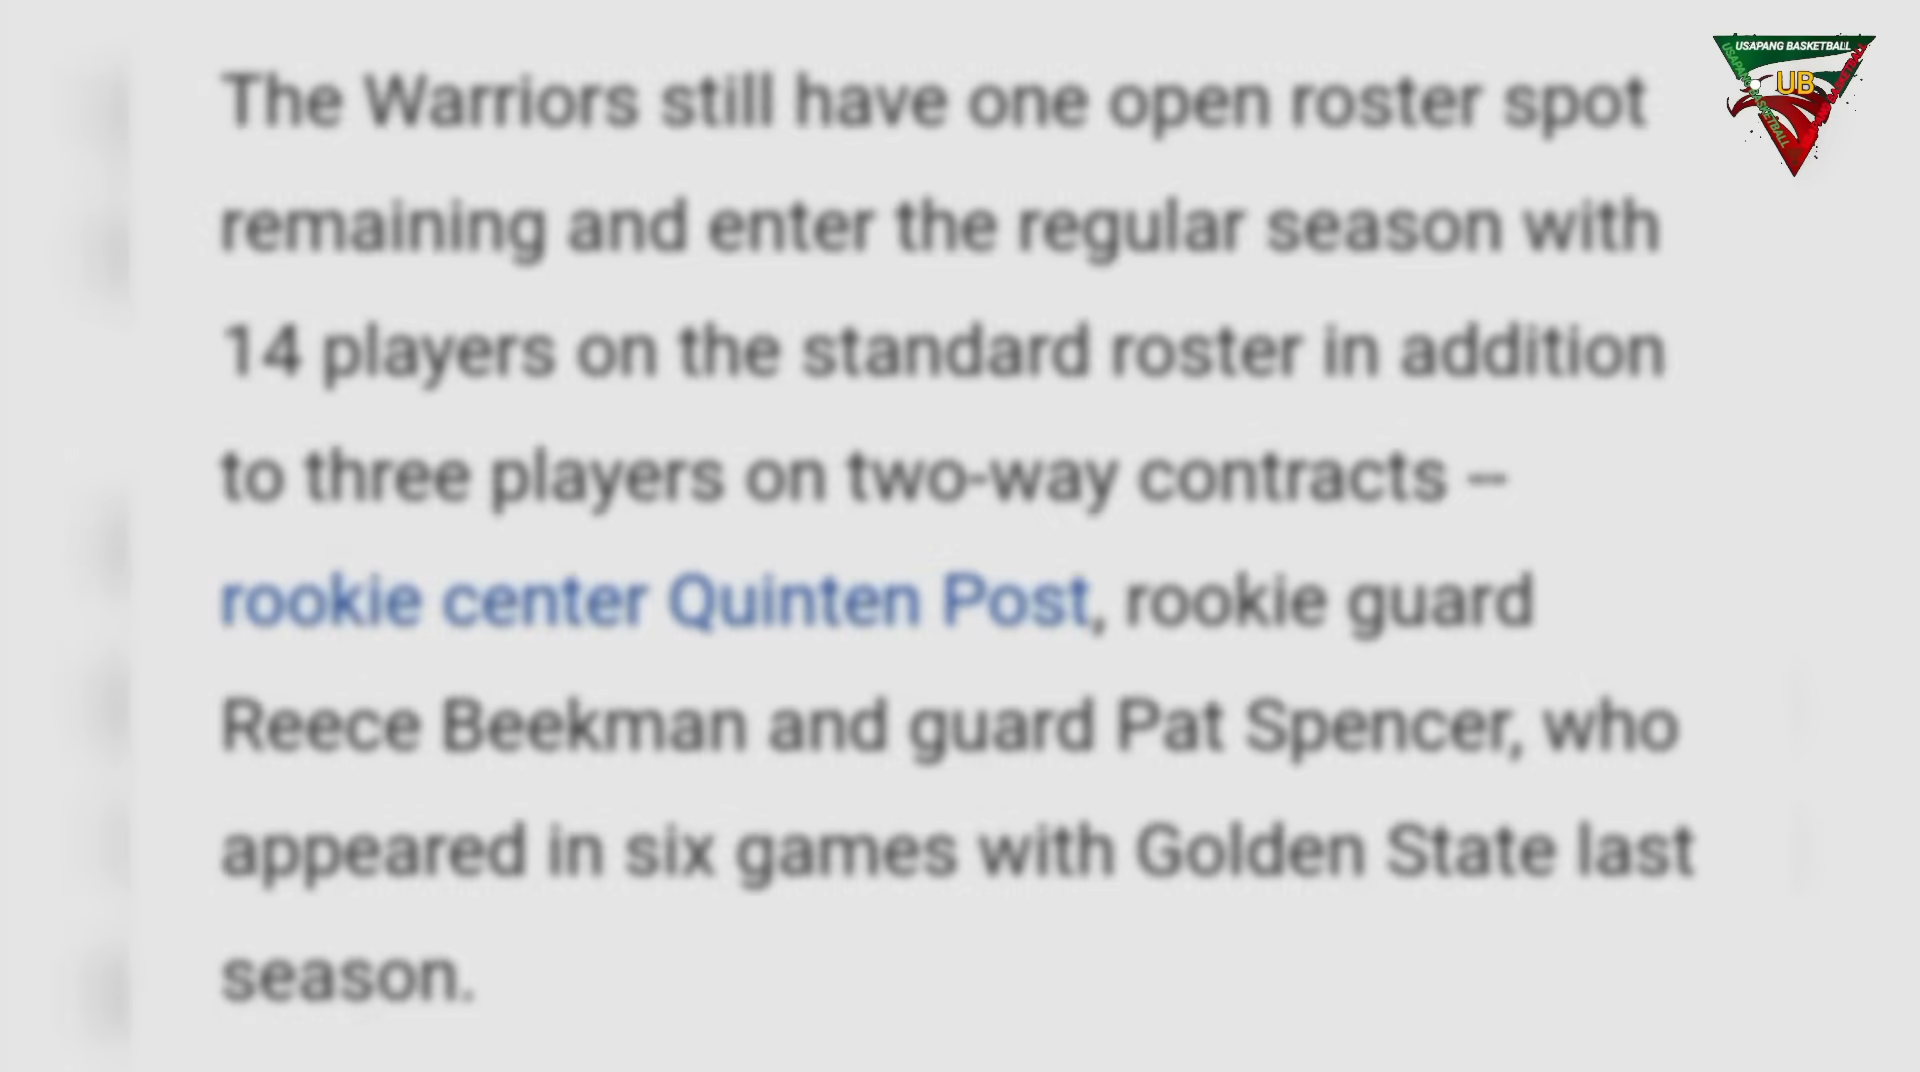 The Warriors still have one open roster spot
remaining and enter the regular season with
14 players on the standard roster in addition
to three players on two-way contracts --
rookie center Quinten Post, rookie guard
Reece Beekman and guard Pat Spencer, who
appeared in six games with Golden State last
season.
USAPANG BASKETBALL
USAPANG BASKETBALL
UB